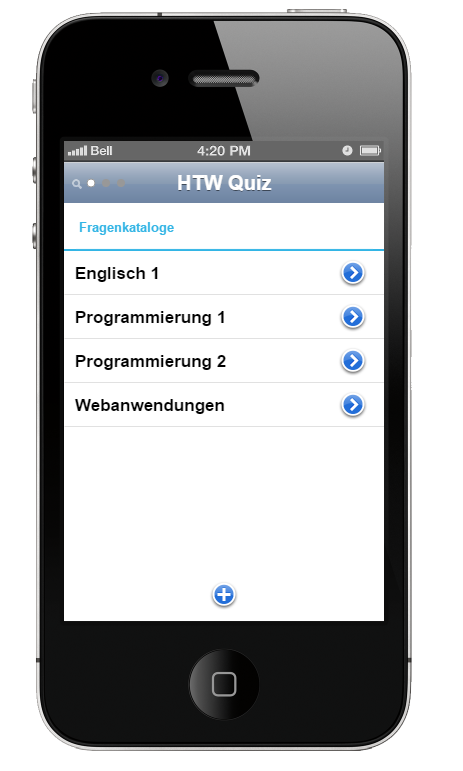 Bell
4:20 PM
HTW Quiz
Fragenkataloge
Englisch 1
Programmierung 1
Programmierung 2
Webanwendungen